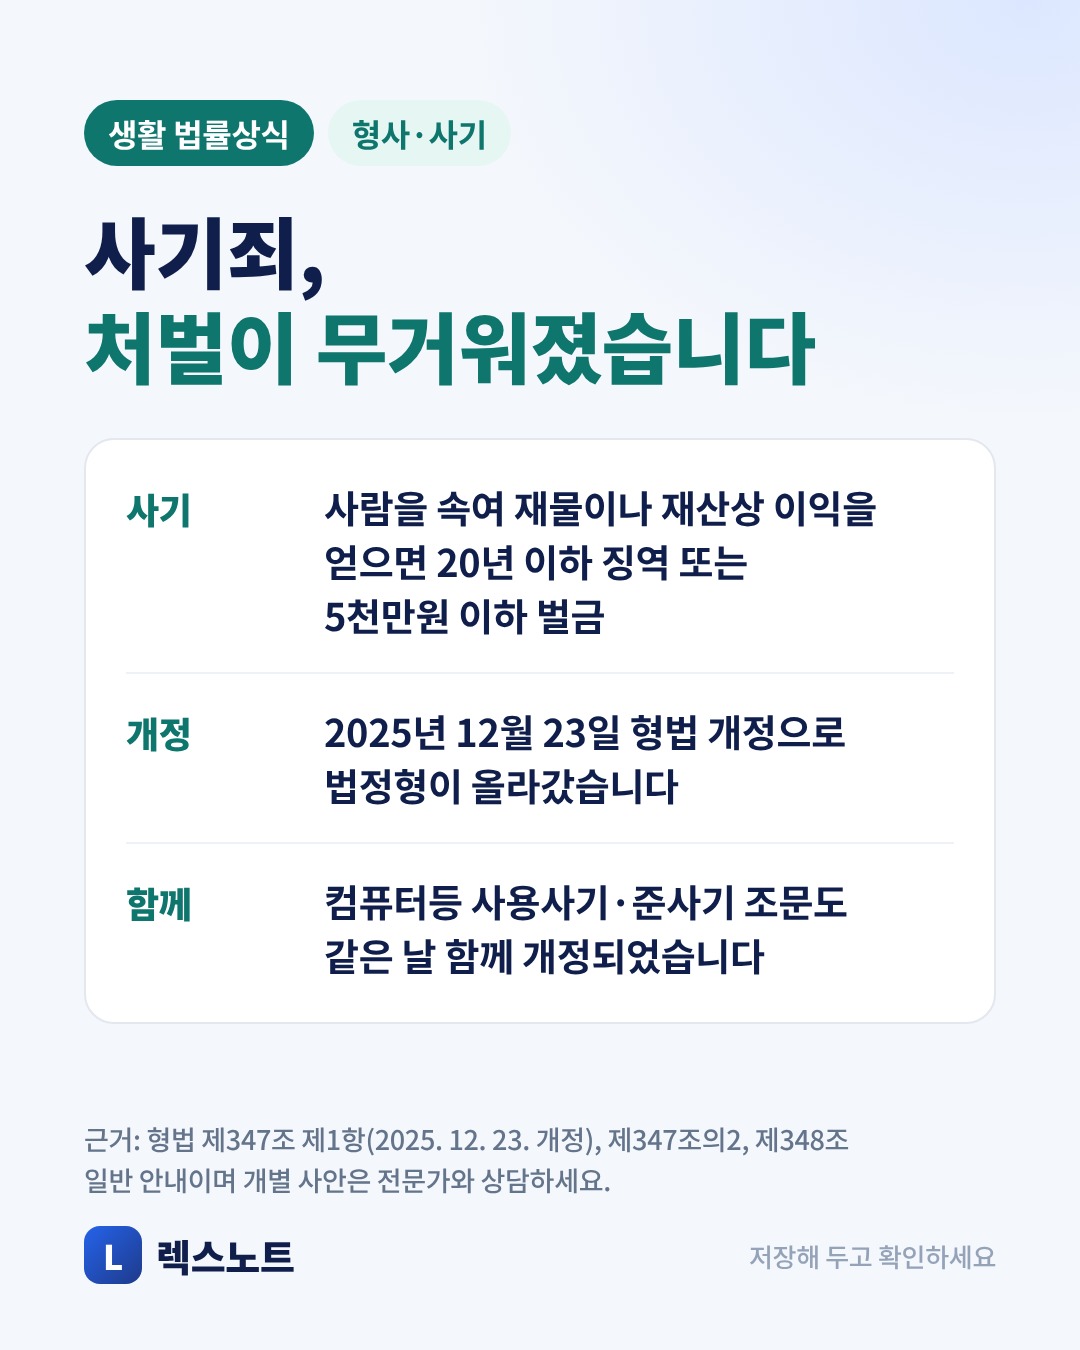 생활 법률상식
형사·사기
사기죄,
처벌이 무거워졌습니다
사기
사람을 속여 재물이나 재산상 이익을
얻으면 20년 이하 징역 또는
5천만원 이하 벌금
개정
2025년 12월 23일 형법 개정으로
법정형이 올라갔습니다
함께
컴퓨터등 사용사기·준사기 조문도
같은 날 함께 개정되었습니다
근거: 형법 제347조 제1항(2025. 12. 23. 개정), 제347조의2, 제348조
일반 안내이며 개별 사안은 전문가와 상담하세요.
L 렉스노트
저장해 두고 확인하세요